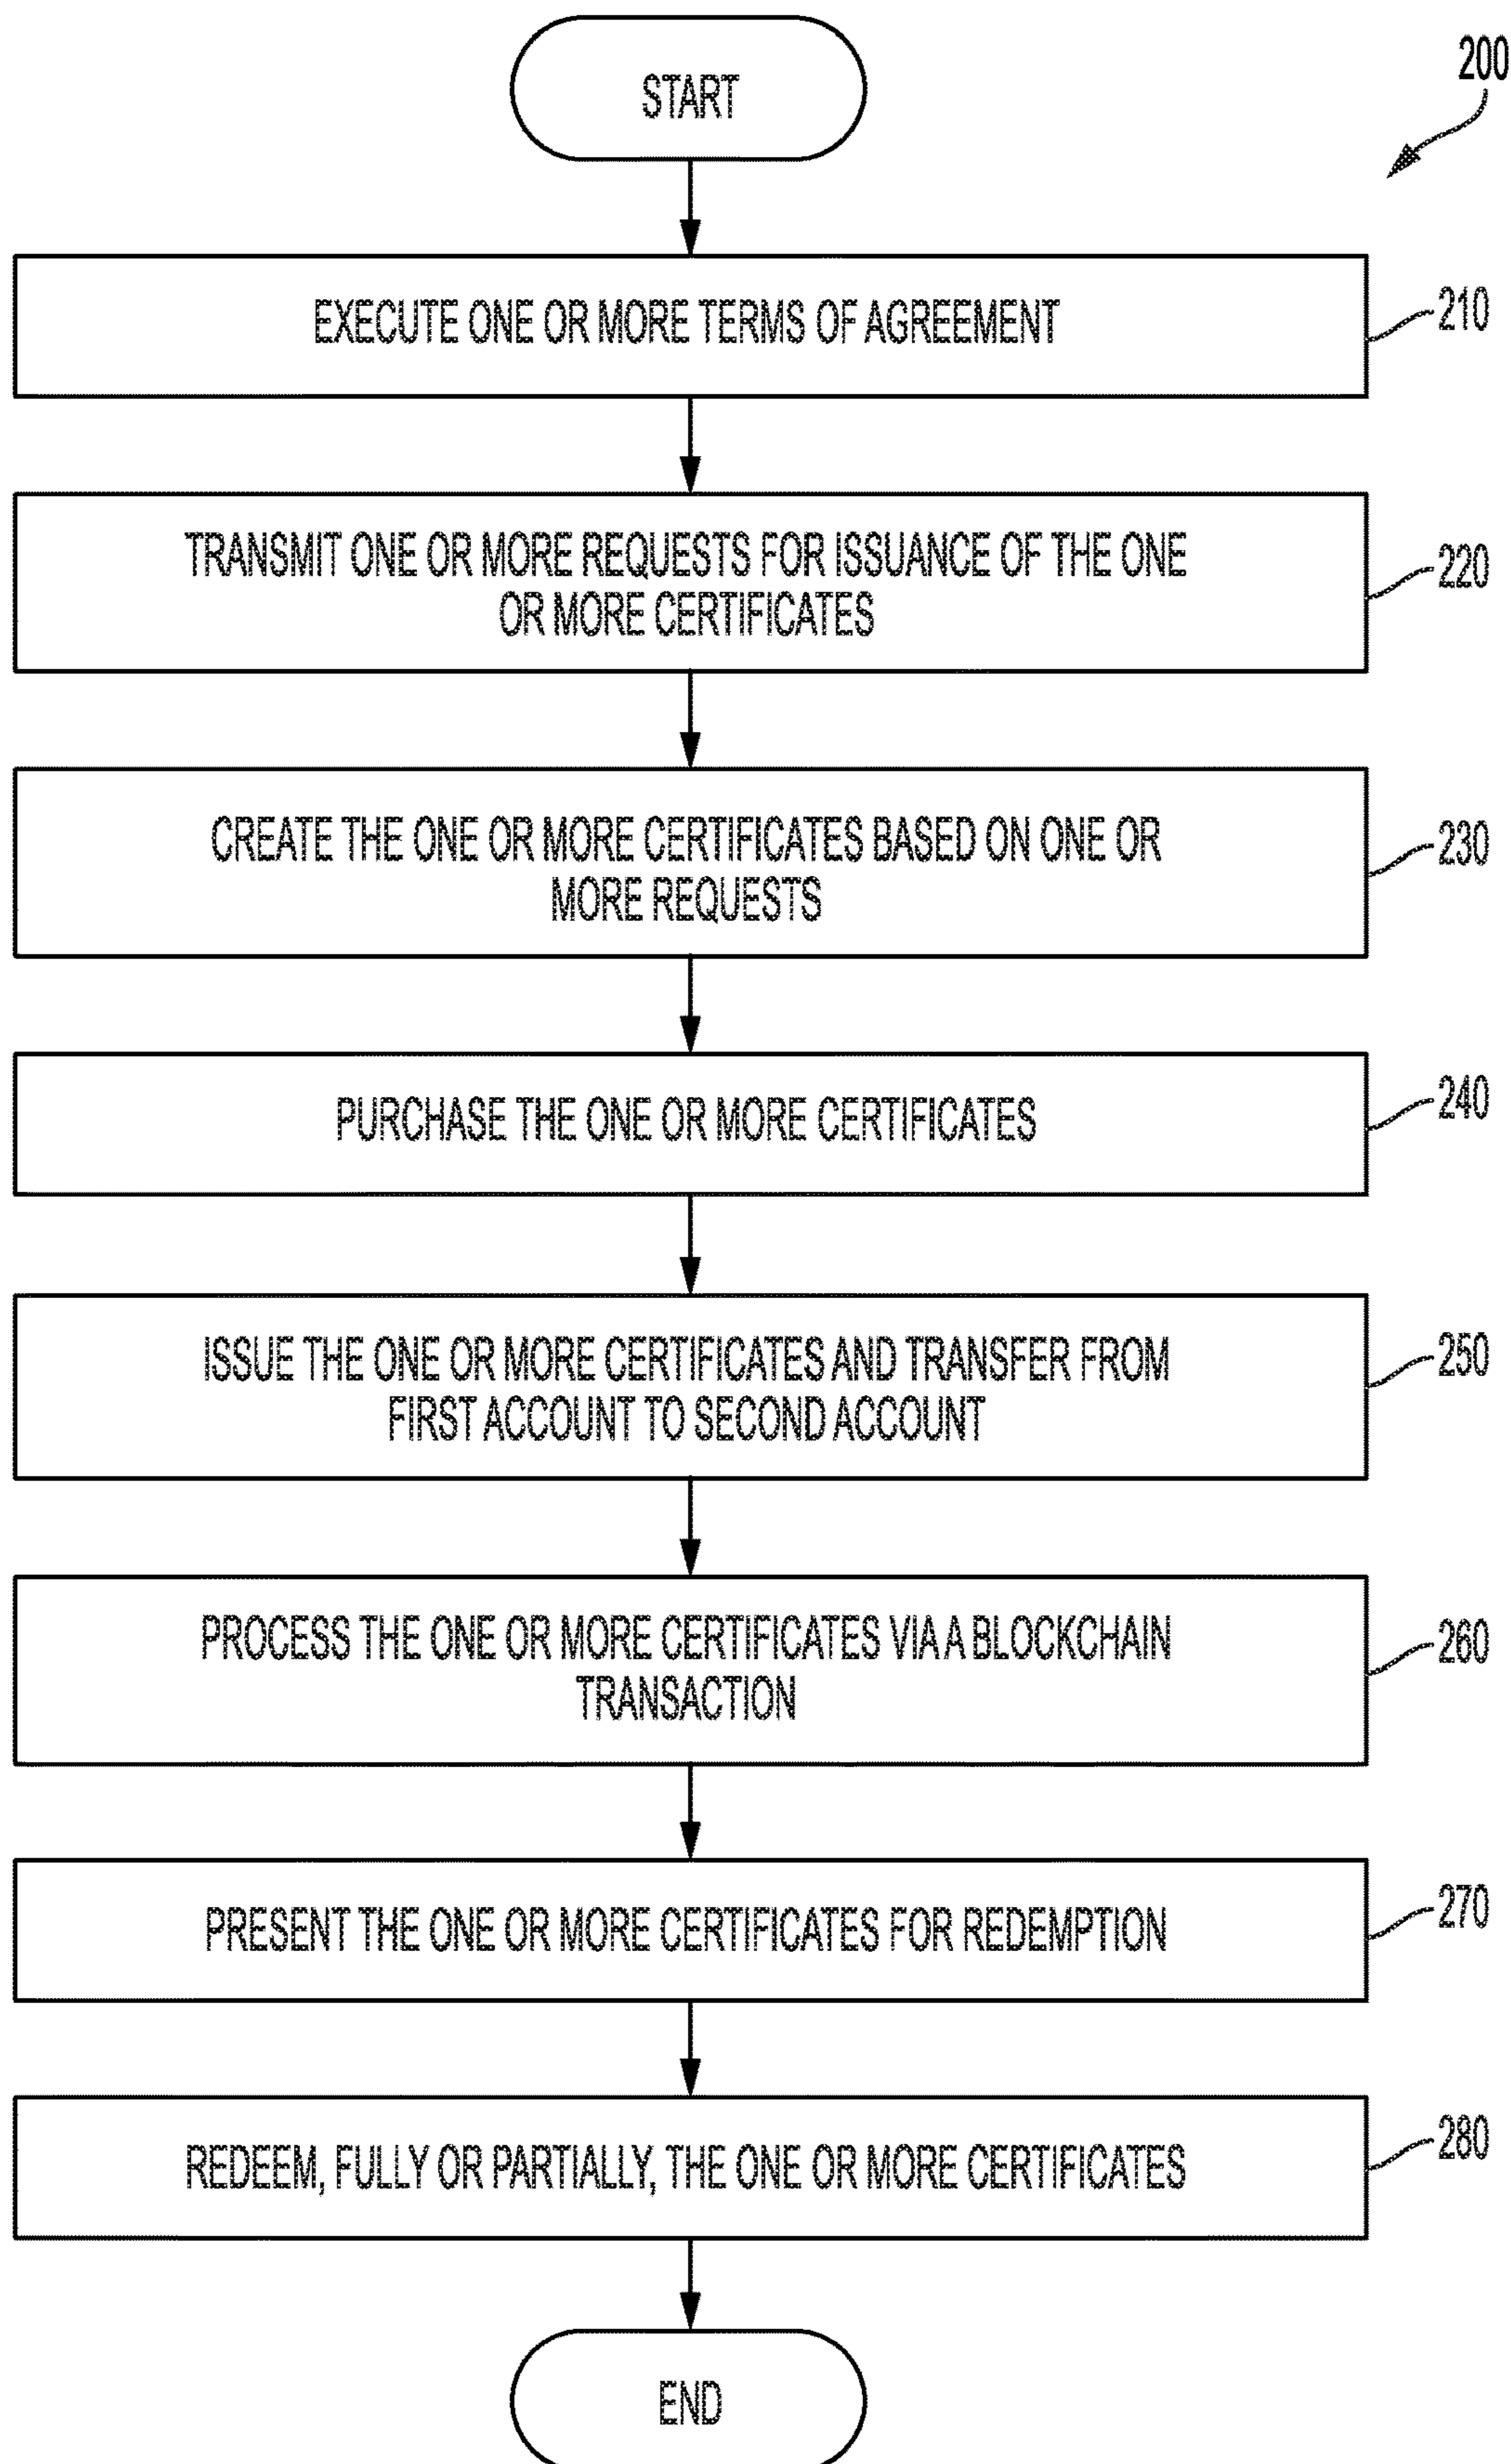 START
200
EXECUTE ONE OR MORE TERMS OF AGREEMENT
210
TRANSMIT ONE OR MORE REQUESTS FOR ISSUANCE OF THE ONE
OR MORE CERTIFICATES
220
CREATE THE ONE OR MORE CERTIFICATES BASED ON ONE OR
MORE REQUESTS
230
PURCHASE THE ONE OR MORE CERTIFICATES
240
ISSUE THE ONE OR MORE CERTIFICATES AND TRANSFER FROM
FIRST ACCOUNT TO SECOND ACCOUNT
250
PROCESS THE ONE OR MORE CERTIFICATES VIA A BLOCKCHAIN
TRANSACTION
260
PRESENT THE ONE OR MORE CERTIFICATES FOR REDEMPTION
270
REDEEM, FULLY OR PARTIALLY, THE ONE OR MORE CERTIFICATES
280
END